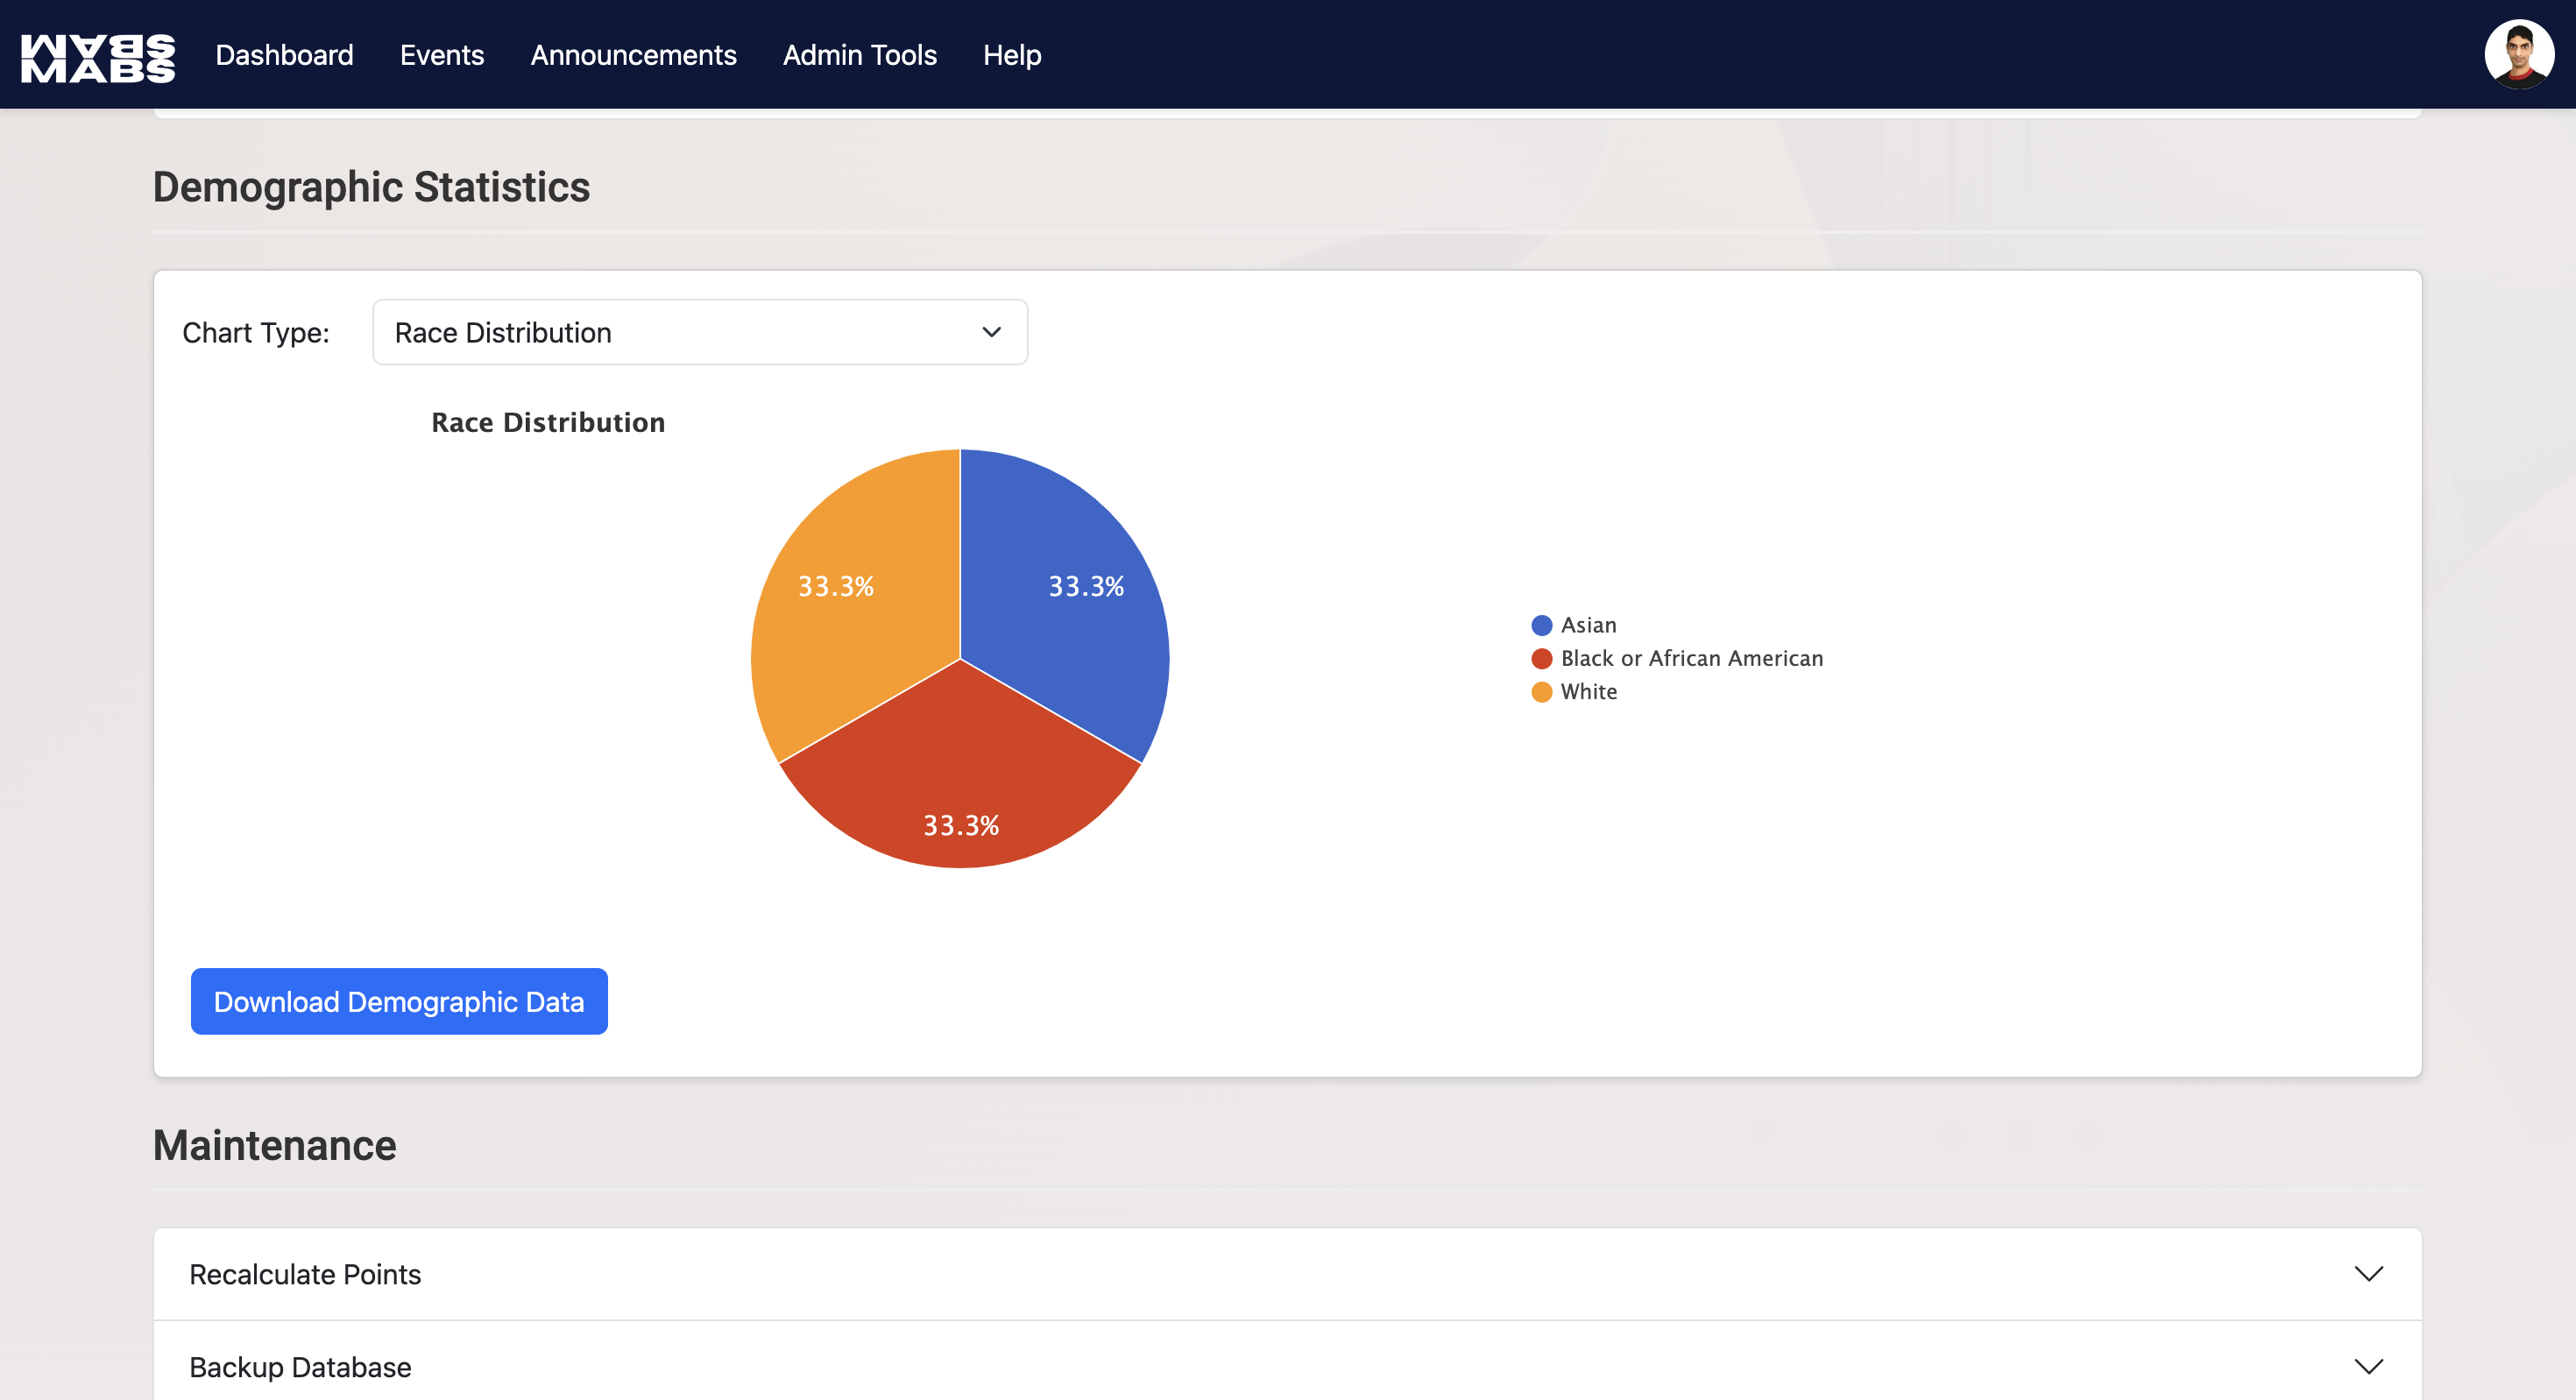 MABS
MABS
Dashboard Events Announcements Admin Tools Help
Demographic Statistics
Chart Type: Race Distribution
Race Distribution
33.3% 33.3%
33.3%
Asian
Black or African American
White
Download Demographic Data
Maintenance
Recalculate Points
Backup Database